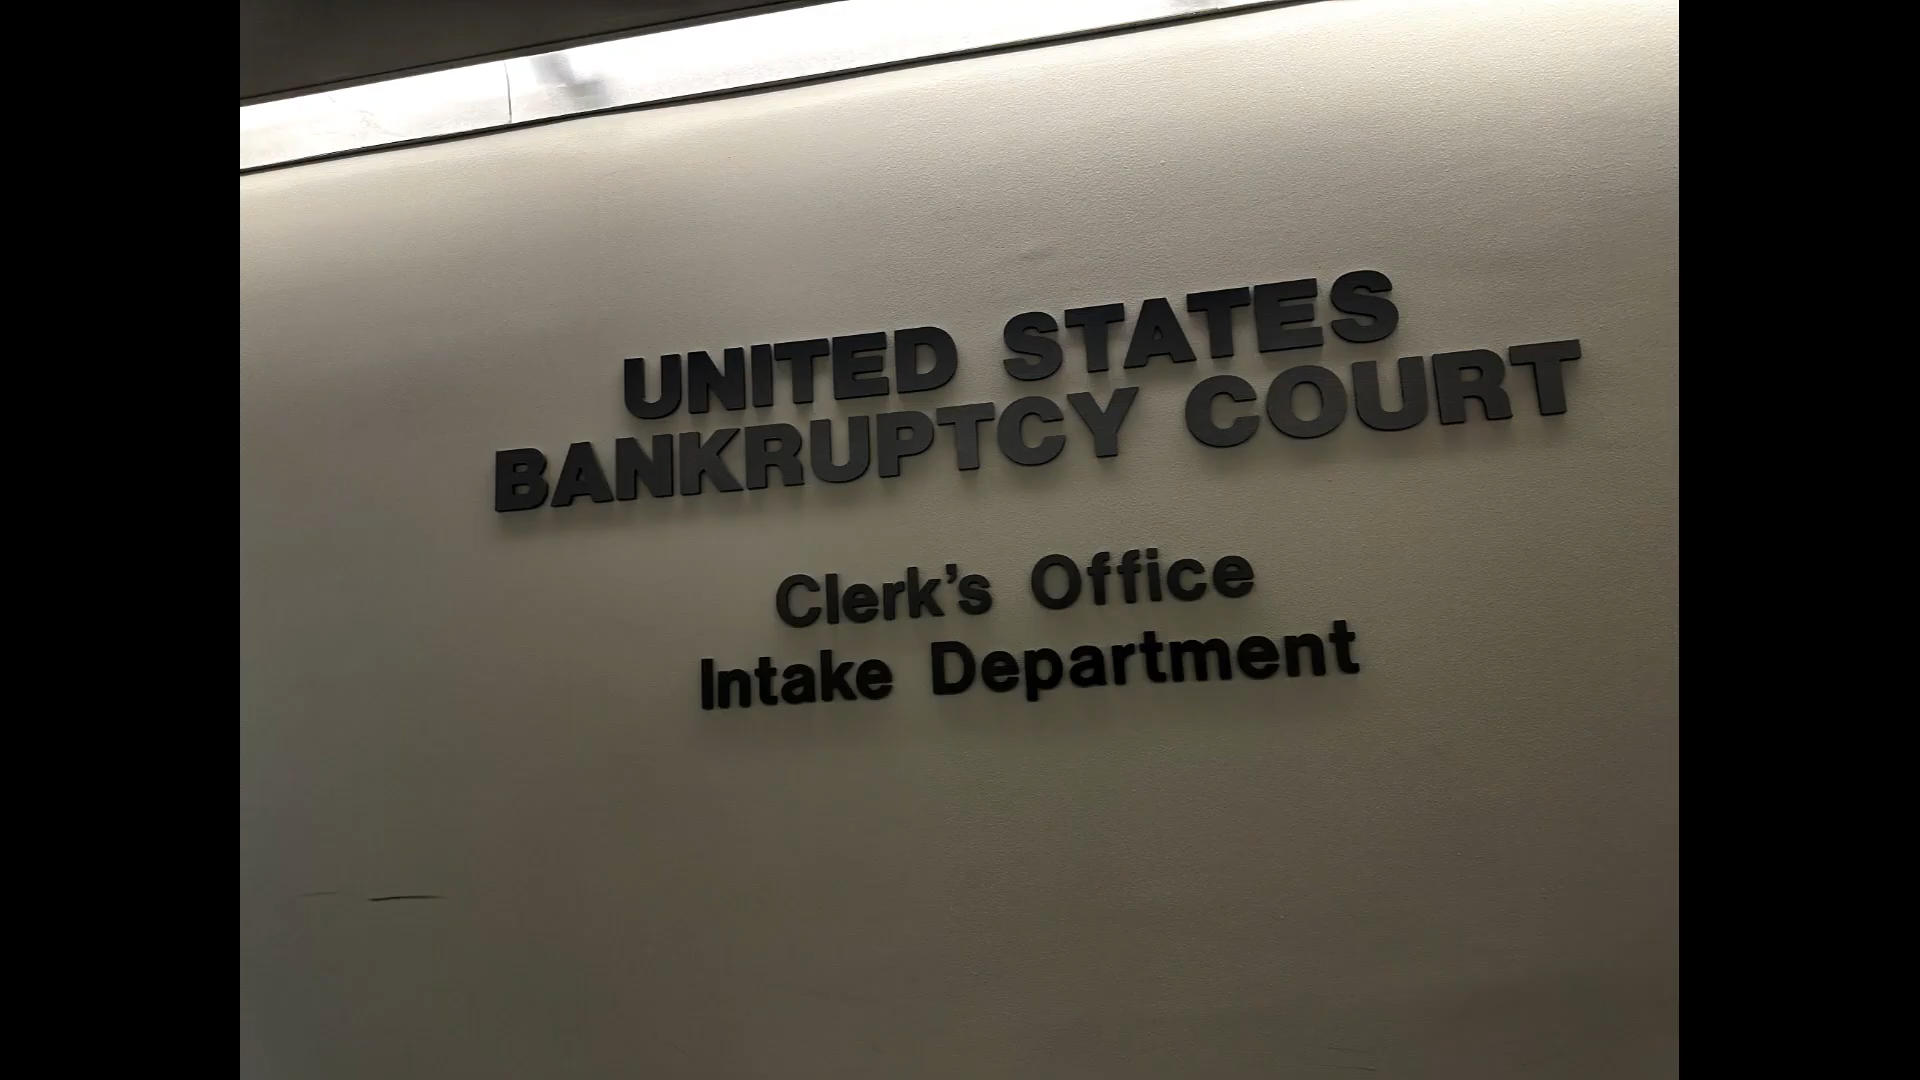 UNITED STATES
BANKRUPTCY COURT
Clerk's Office
Intake Department